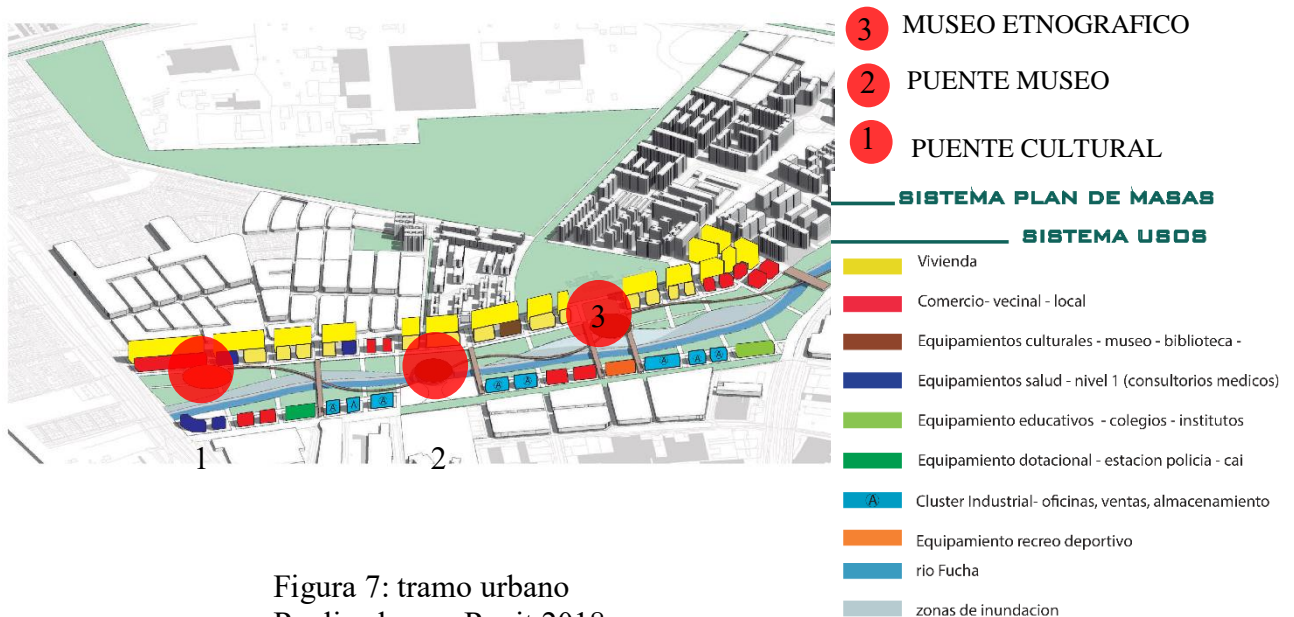 3 MUSEO ETNOGRAFICO
2 PUENTE MUSEO
1 PUENTE CULTURAL
SISTEMA PLAN DE MASAS
SISTEMA USOS
Vivienda
Comercio- vecinal - local
Equipamientos culturales - museo - biblioteca -
Equipamientos salud - nivel 1 (consultorios medicos)
Equipamiento educativos - colegios - institutos
Equipamiento dotacional - estacion policia - cai
A Cluster Industrial- oficinas, ventas, almacenamiento
Equipamiento recreo deportivo
rio Fucha
zonas de inundacion
3
A A A
A A
A A A
1 2
Figura 7: tramo urbano